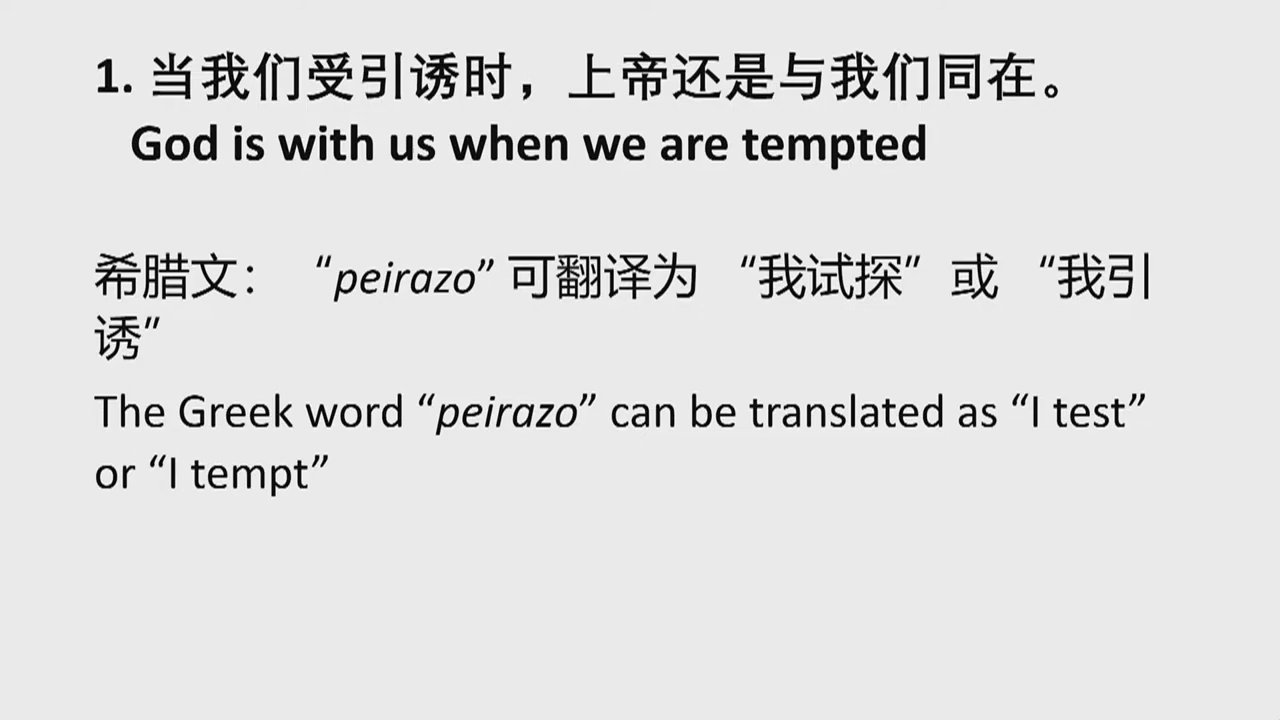 1. 当我们受引诱时，上帝还是与我们同在。
God is with us when we are tempted
希腊文： “peirazo” 可翻译为 “我试探” 或 “我引
诱”
The Greek word “peirazo” can be translated as “I test”
or “I tempt”